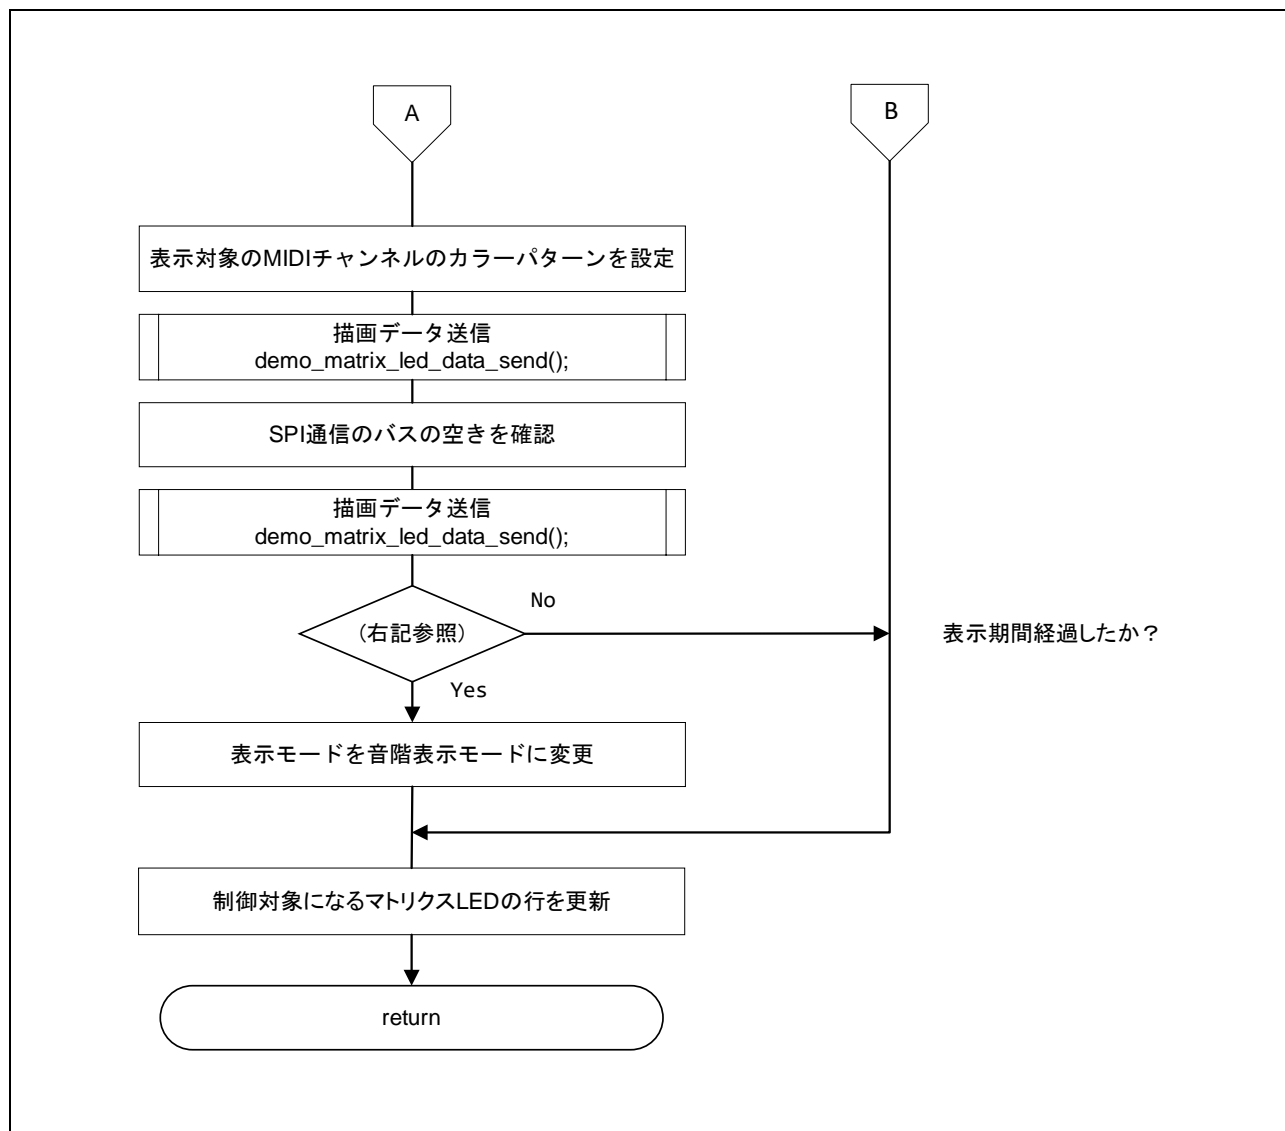 A
B
表示対象のMIDIチャンネルのカラーパターンを設定
描画データ送信
demo_matrix_led_data_send();
SPI通信のバスの空きを確認
描画データ送信
demo_matrix_led_data_send();
No
(右記参照)
表示期間経過したか？
Yes
表示モードを音階表示モードに変更
制御対象になるマトリクスLEDの行を更新
return